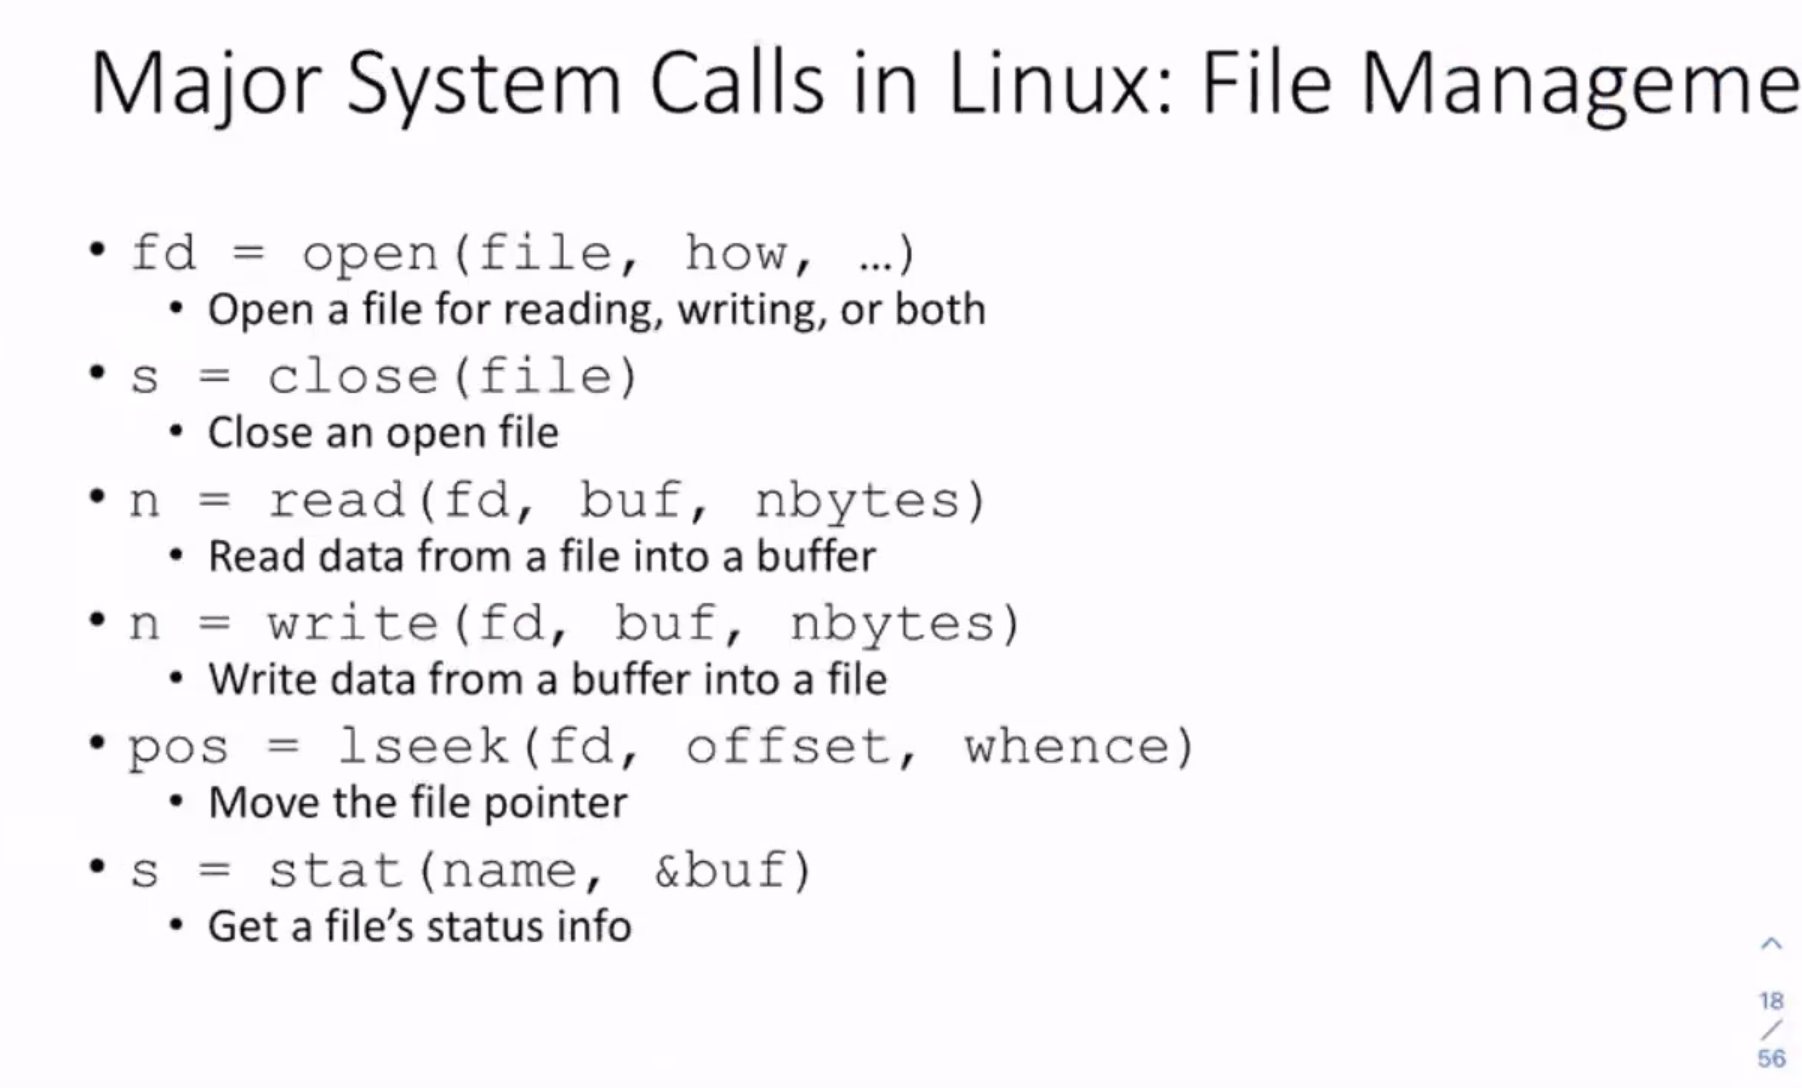 Major System Calls in Linux: File Manageme
• fd = open(file, how, …)
• Open a file for reading, writing, or both
• s = close(file)
• Close an open file
• n = read(fd, buf, nbytes)
• Read data from a file into a buffer
• n = write(fd, buf, nbytes)
• Write data from a buffer into a file
• pos = lseek(fd, offset, whence)
• Move the file pointer
• s = stat(name, &buf)
• Get a file’s status info
18
/
56